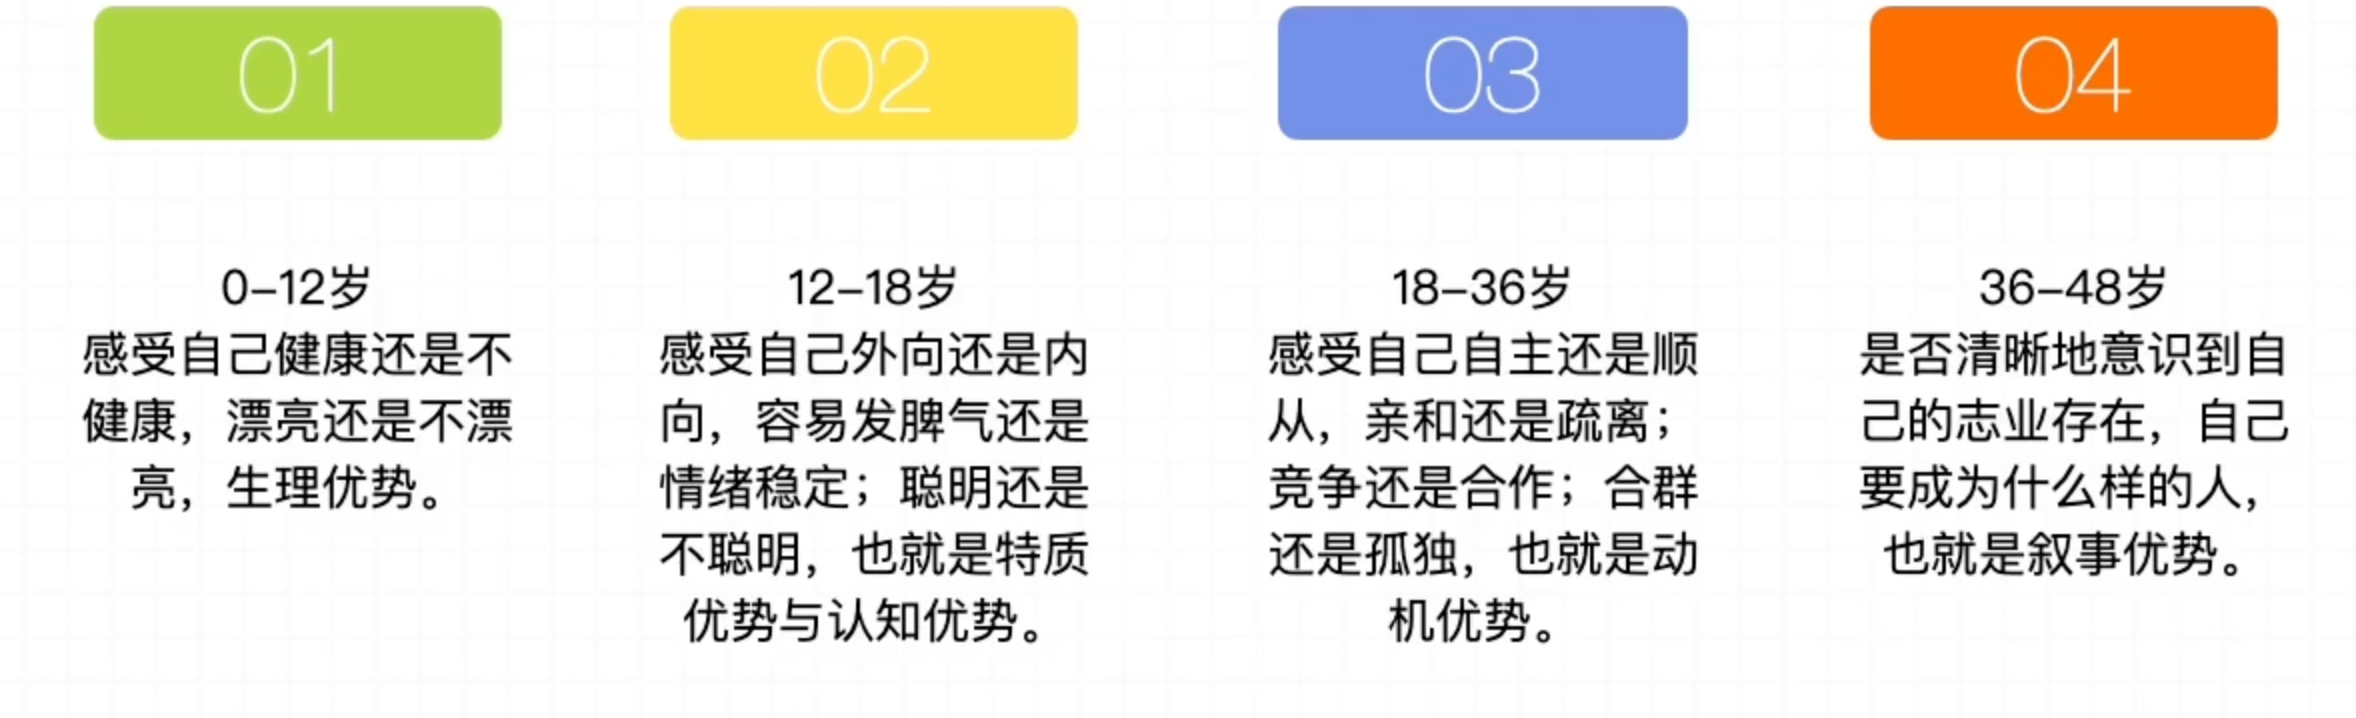 01
0–12岁
感受自己健康还是不
健康，漂亮还是不漂
亮，生理优势。
02
12–18岁
感受自己外向还是内
向，容易发脾气还是
情绪稳定；聪明还是
不聪明，也就是特质
优势与认知优势。
03
18–36岁
感受自己自主还是顺
从，亲和还是疏离；
竞争还是合作；合群
还是孤独，也就是动
机优势。
04
36–48岁
是否清晰地意识到自
己的志业存在，自己
要成为什么样的人，
也就是叙事优势。